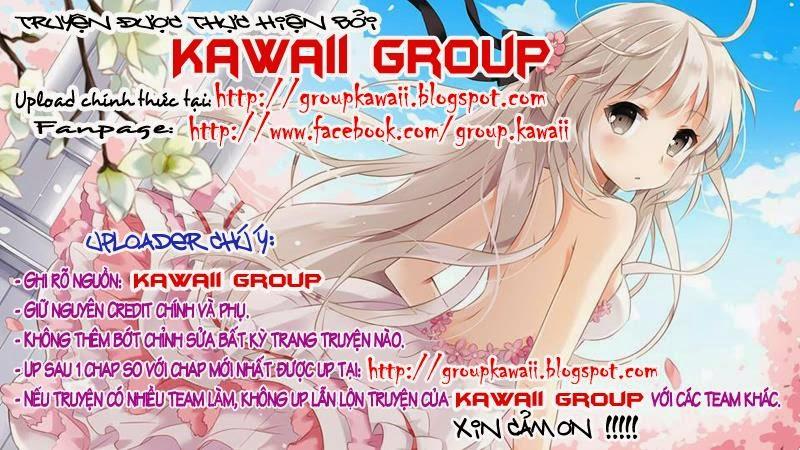 TRUYỆN ĐƯỢC THỰC HIỆN BỞI
KAWAII GROUP
Upload chính thức tại: http://groupkawaii.blogspot.com
Fanpage: http://www.facebook.com/group.kawaii
UPLOADER CHÚ Ý:
- GHI RÕ NGUỒN: KAWAII GROUP
- GIỮ NGUYÊN CREDIT CHÍNH VÀ PHỤ.
- KHÔNG THÊM BỚT CHỈNH SỬA BẤT KỲ TRANG TRUYỆN NÀO.
- UP SAU 1 CHAP SO VỚI CHAP MỚI NHẤT ĐƯỢC UP TẠI: http://groupkawaii.blogspot.com
- NẾU TRUYỆN CÓ NHIỀU TEAM LÀM, KHÔNG UP LẪN LỘN TRUYỆN CỦA KAWAII GROUP VỚI CÁC TEAM KHÁC.
XIN CẢM ƠN !!!!!